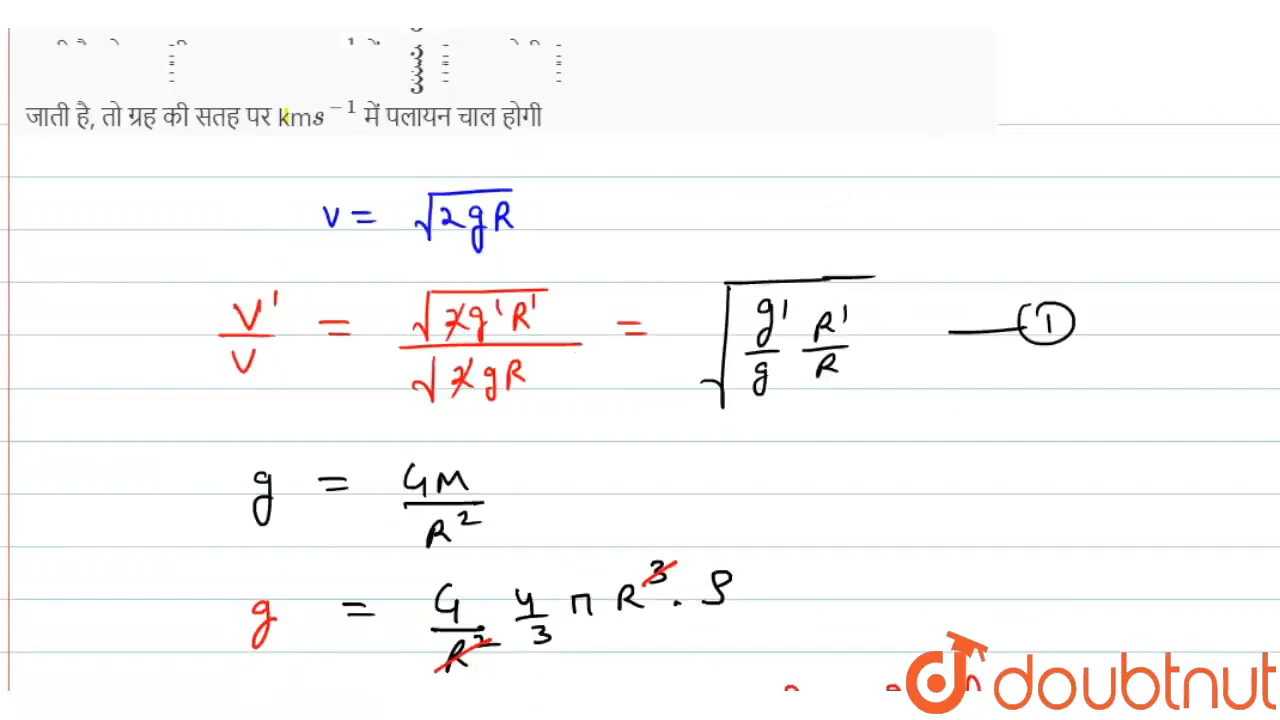 जाती है, तो ग्रह की सतह पर kms⁻¹ में पलायन चाल होगी
v = √2gR
V'/V = √2g'R' / √2gR = √(g'/g R'/R) — ①
g = GM/R²
g = G/R² 4/3 π R³ . ρ
doubtnut